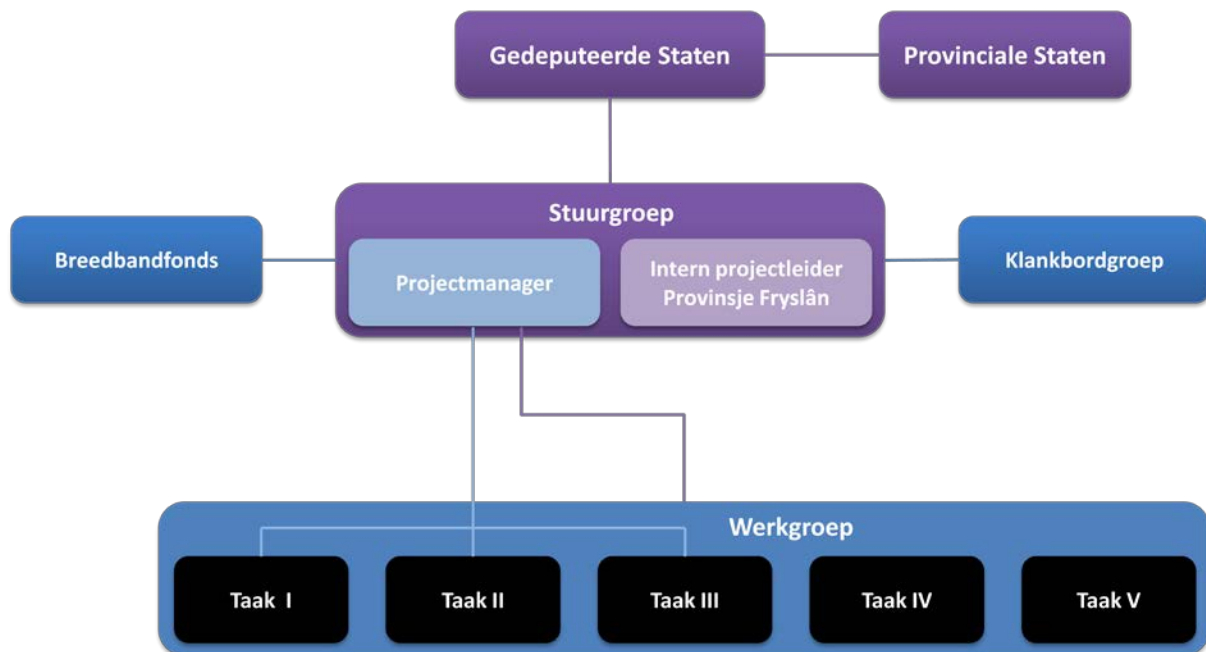 Gedeputeerde Staten
Provinciale Staten
Stuurgroep
Breedbandfonds
Projectmanager
Intern projectleider
Provinsje Fryslân
Klankbordgroep
Werkgroep
Taak I
Taak II
Taak III
Taak IV
Taak V